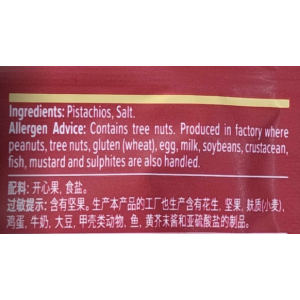 Ingredients: Pistachios, Salt.
Allergen Advice: Contains tree nuts. Produced in factory where
peanuts, tree nuts, gluten (wheat), egg, milk, soybeans, crustacean,
fish, mustard and sulphites are also handled.
配料: 开心果, 食盐。
过敏提示: 含有坚果。生产本产品的工厂也生产含有花生, 坚果, 麸质(小麦),
鸡蛋, 牛奶, 大豆, 甲壳类动物, 鱼, 黄芥末酱和亚硫酸盐的制品。